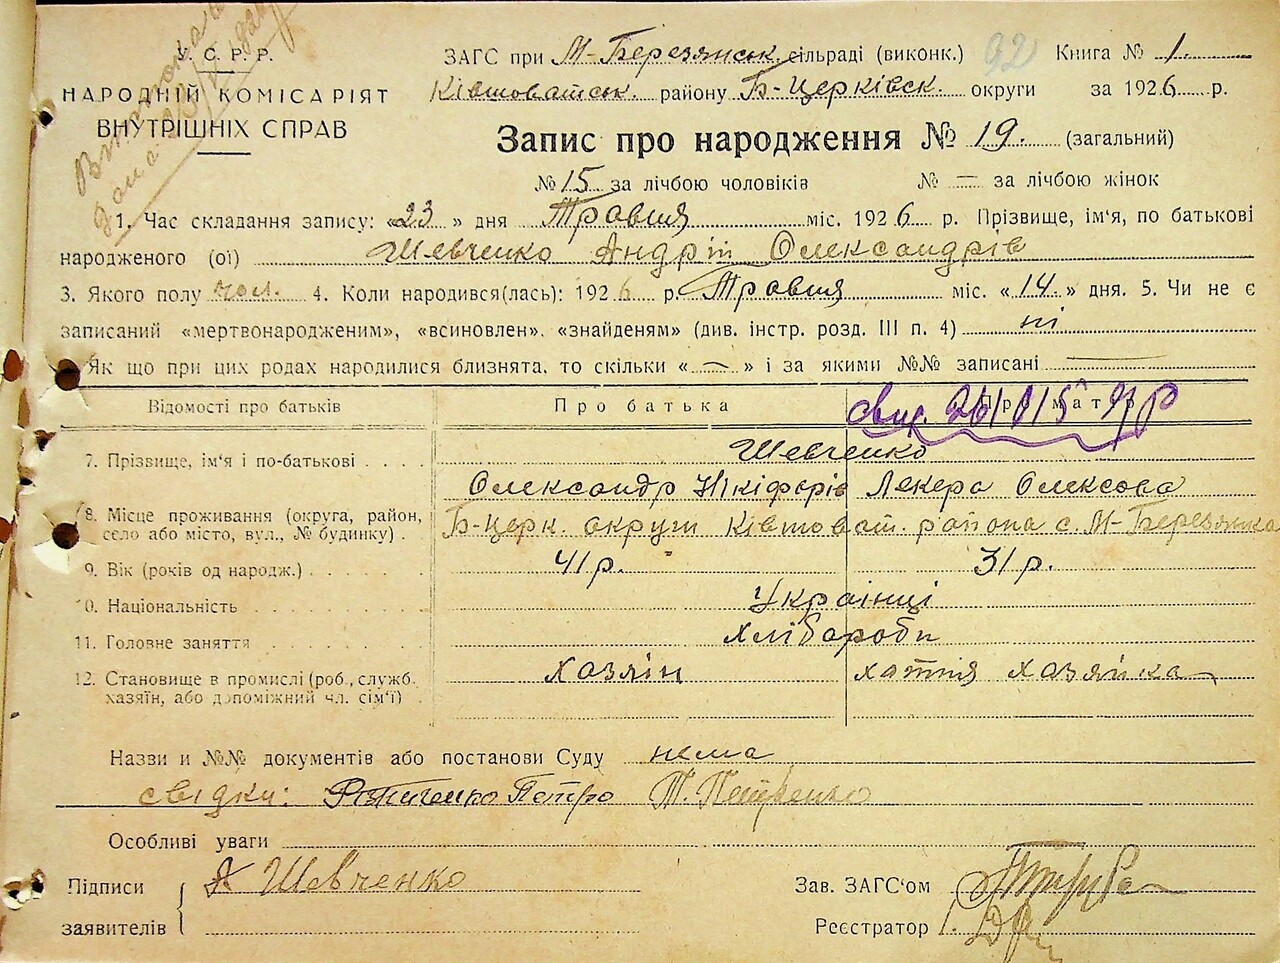 У.С.Р.Р.
НАРОДНІЙ КОМІСАРІЯТ
ВНУТРІШНІХ СПРАВ
ЗАГС при М-Березянськ. сільраді (виконк.) 92 Книга № 1.
Ківшоватськ. району Б-Церківск. округи за 1926 р.
Запис про народження № 19. (загальний)
№ 15 за лічбою чоловіків № — за лічбою жінок
1. Час складання запису: «23» дня Травня міс. 1926 р. Прізвище, ім'я, по батькові
народженого (ої) Шевченко Андрій Олександрів
3. Якого полу чол. 4. Коли народився(лась): 1926 р. Травня міс. «14» дня. 5. Чи не є
записаний «мертвонародженим», «всиновлен», «знайденям» (див. інстр. розд. III п. 4) ні
Як що при цих родах народилися близнята, то скільки «—» і за якими №№ записані —
Відомості про батьків Про батька Про матір
7. Прізвище, ім'я і по-батькові Шевченко
Олександр Нікіфорів Лекера Олексова
8. Місце проживання (округа, район, село або місто, вул., № будинку) Б-церк. округи Ківшоват. района с. М-Березянка
9. Вік (років од народж.) 41 р. 31 р.
10. Національність Українці
11. Головне заняття хлібороби
12. Становище в промислі (роб., служб. хазяїн, або допоміжний чл. сім'ї) хазяїн хатня хазяйка
Назви и №№ документів або постанови Суду нема
свідки: Петро Т. Петренко
Особливі уваги
Підписи
заявителів
А Шевченко
Зав. ЗАГС'ом
Реєстратор